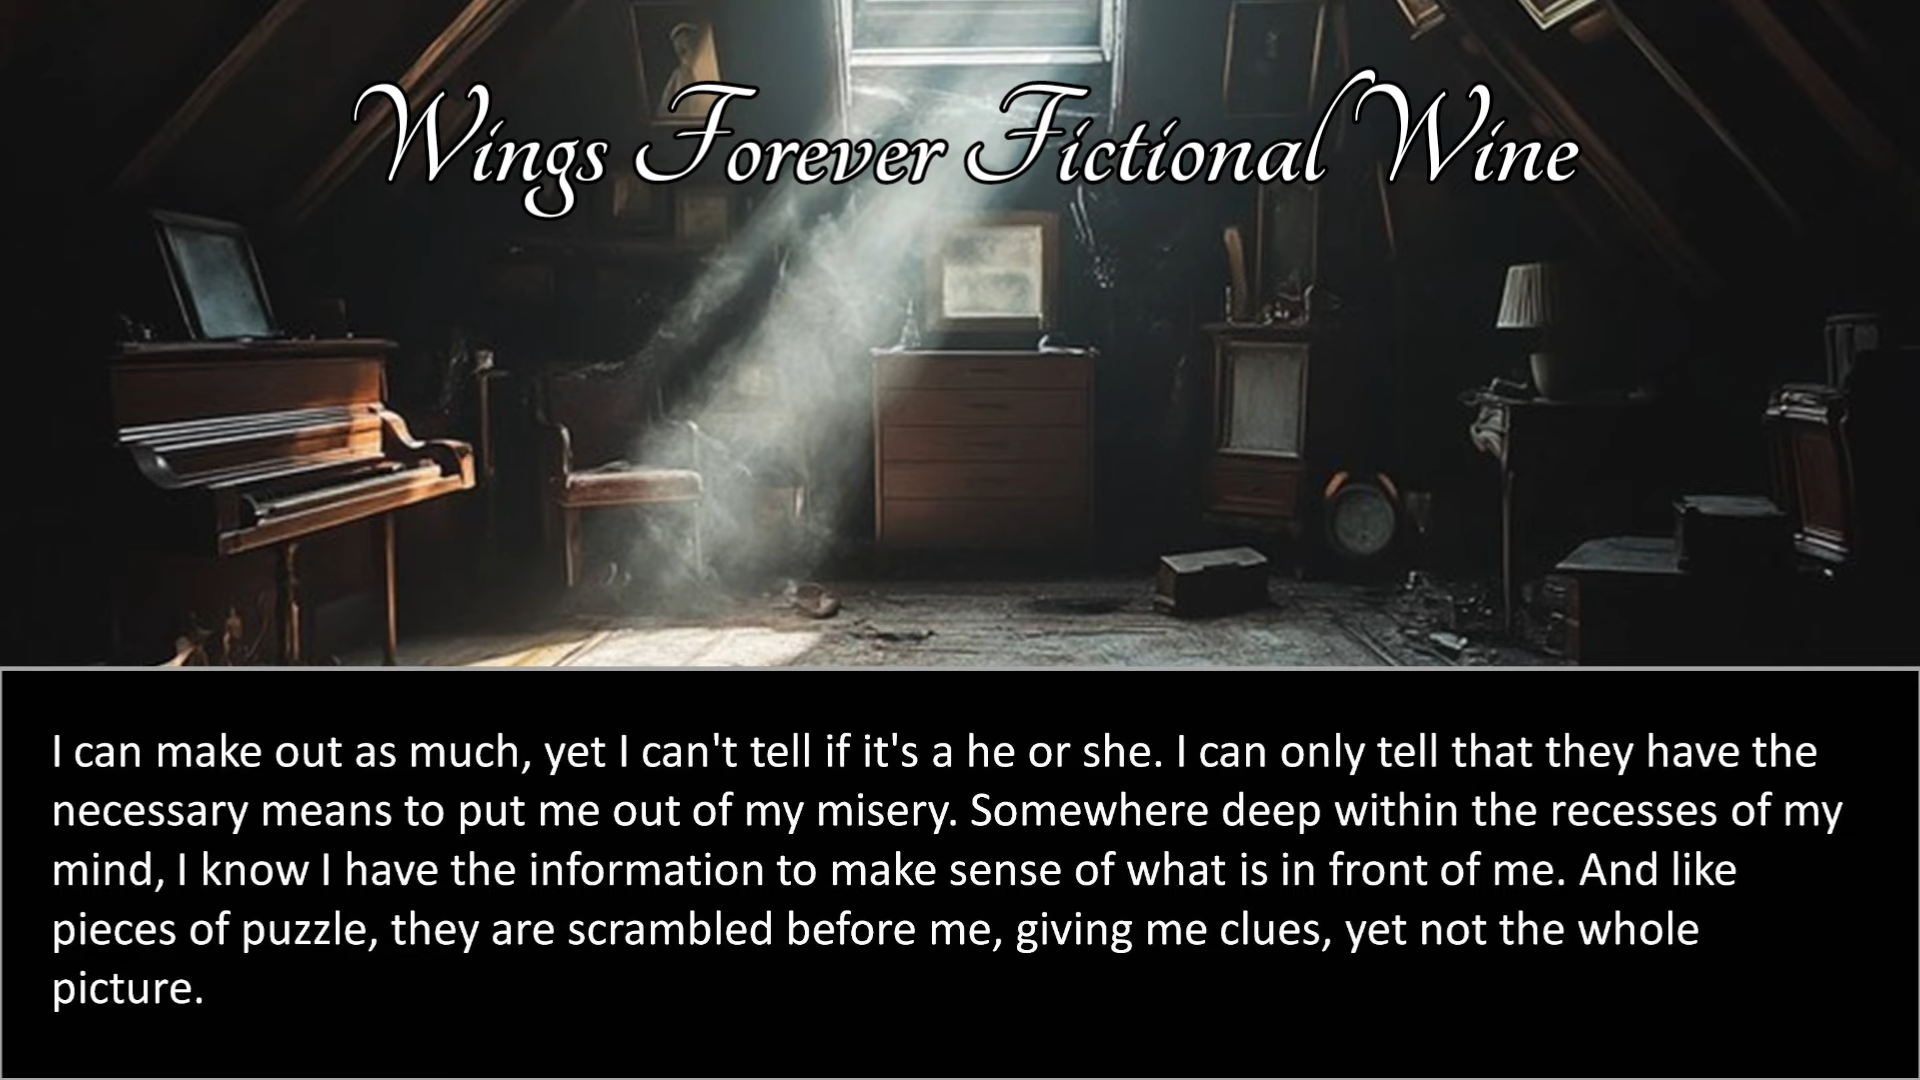 Wings Forever Fictional Wine
I can make out as much, yet I can't tell if it's a he or she. I can only tell that they have the
necessary means to put me out of my misery. Somewhere deep within the recesses of my
mind, I know I have the information to make sense of what is in front of me. And like
pieces of puzzle, they are scrambled before me, giving me clues, yet not the whole
picture.